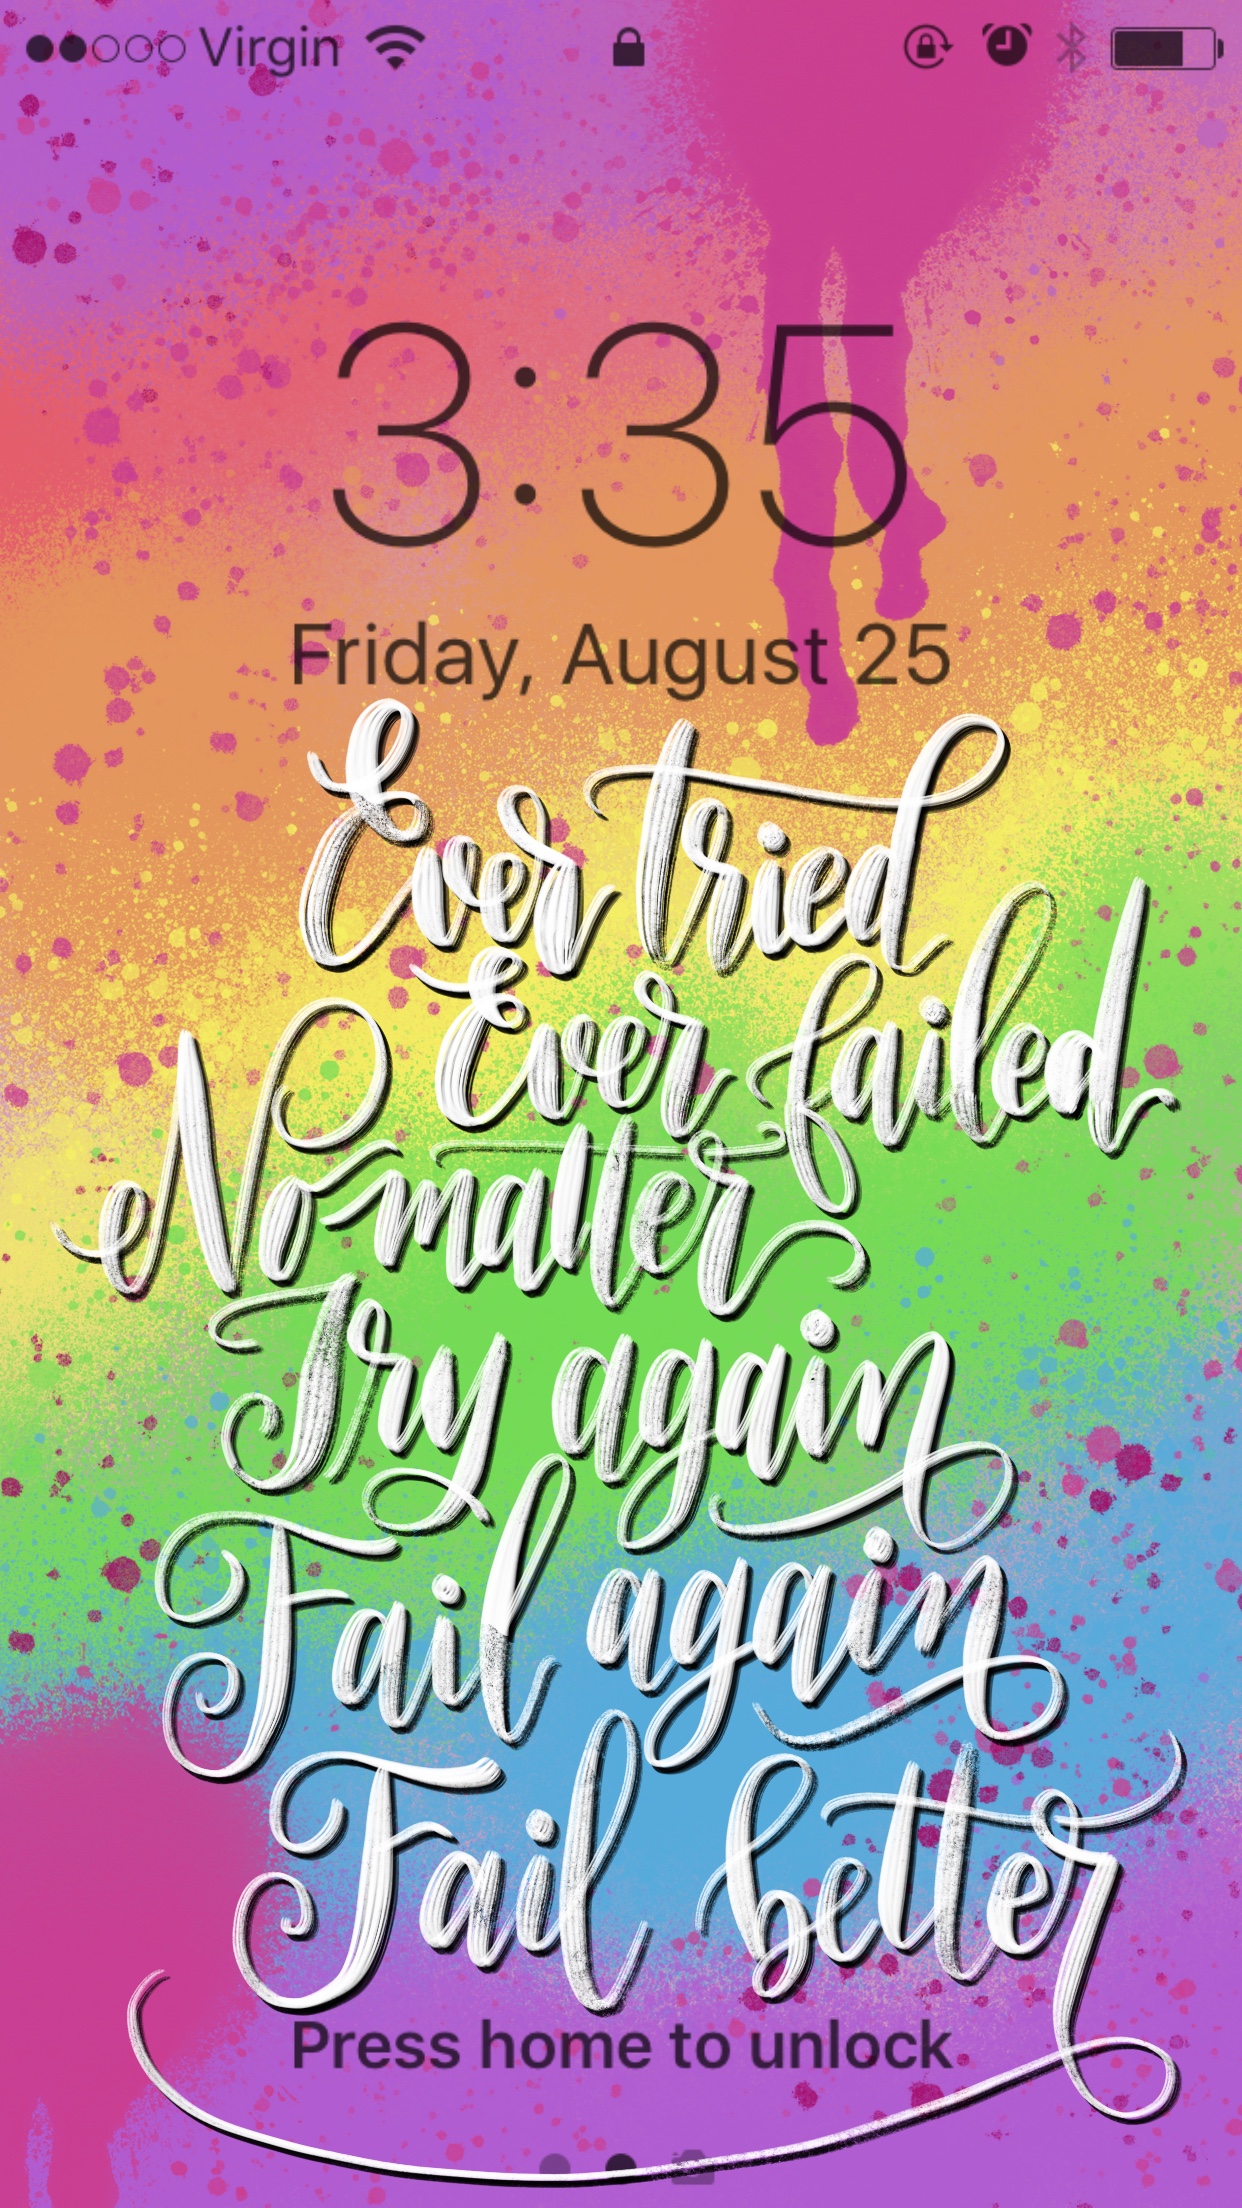 Virgin
3:35
Friday, August 25
Ever tried
Ever failed
No matter
Try again
Fail again
Fail better
Press home to unlock